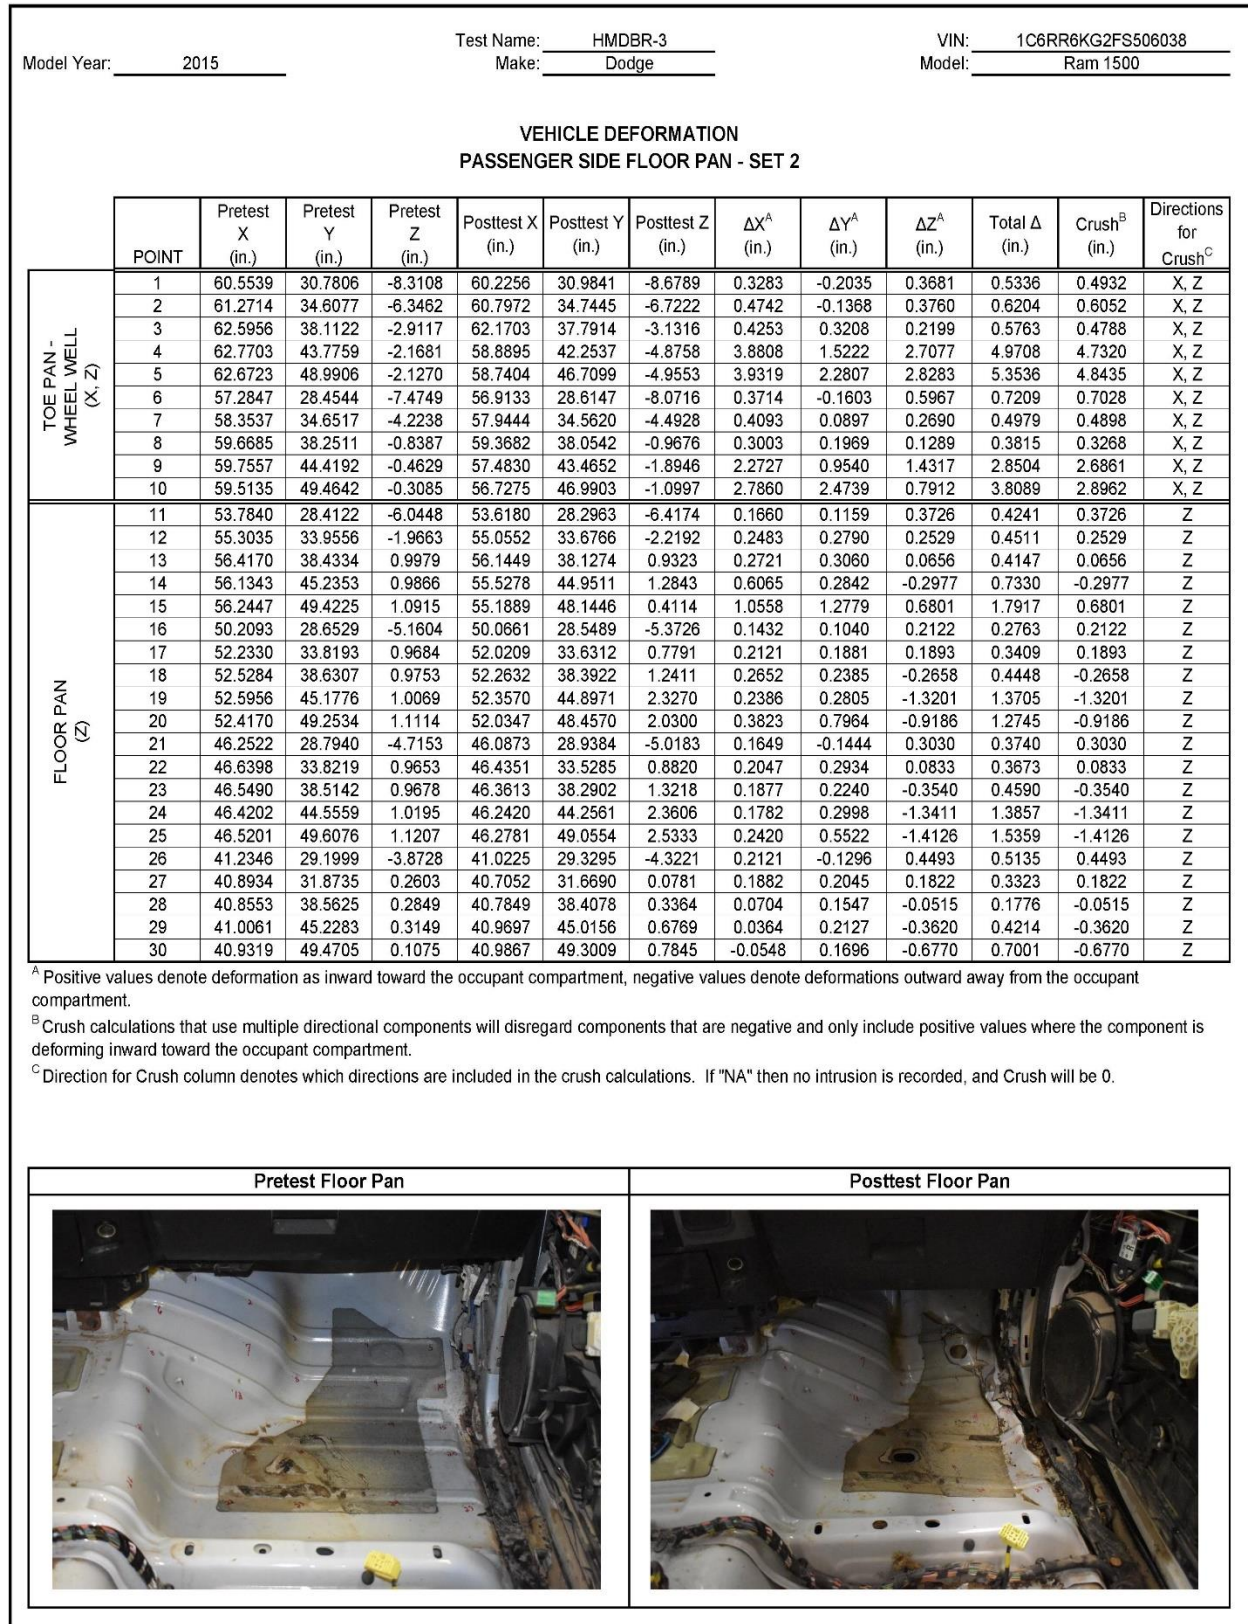 Test Name: HMDBR-3 VIN: 1C6RR6KG2FS506038
Model Year: 2015 Make: Dodge Model: Ram 1500
VEHICLE DEFORMATION
PASSENGER SIDE FLOOR PAN - SET 2
POINT Pretest X (in.) Pretest Y (in.) Pretest Z (in.) Posttest X (in.) Posttest Y (in.) Posttest Z (in.) ΔX^A (in.) ΔY^A (in.) ΔZ^A (in.) Total Δ (in.) Crush^B (in.) Directions for Crush^C
TOE PAN - WHEEL WELL (X, Z)
1 60.5539 30.7806 -8.3108 60.2256 30.9841 -8.6789 0.3283 -0.2035 0.3681 0.5336 0.4932 X, Z
2 61.2714 34.6077 -6.3462 60.7972 34.7445 -6.7222 0.4742 -0.1368 0.3760 0.6204 0.6052 X, Z
3 62.5956 38.1122 -2.9117 62.1703 37.7914 -3.1316 0.4253 0.3208 0.2199 0.5763 0.4788 X, Z
4 62.7703 43.7759 -2.1681 58.8895 42.2537 -4.8758 3.8808 1.5222 2.7077 4.9708 4.7320 X, Z
5 62.6723 48.9906 -2.1270 58.7404 46.7099 -4.9553 3.9319 2.2807 2.8283 5.3536 4.8435 X, Z
6 57.2847 28.4544 -7.4749 56.9133 28.6147 -8.0716 0.3714 -0.1603 0.5967 0.7209 0.7028 X, Z
7 58.3537 34.6517 -4.2238 57.9444 34.5620 -4.4928 0.4093 0.0897 0.2690 0.4979 0.4898 X, Z
8 59.6685 38.2511 -0.8387 59.3682 38.0542 -0.9676 0.3003 0.1969 0.1289 0.3815 0.3268 X, Z
9 59.7557 44.4192 -0.4629 57.4830 43.4652 -1.8946 2.2727 0.9540 1.4317 2.8504 2.6861 X, Z
10 59.5135 49.4642 -0.3085 56.7275 46.9903 -1.0997 2.7860 2.4739 0.7912 3.8089 2.8962 X, Z
FLOOR PAN (Z)
11 53.7840 28.4122 -6.0448 53.6180 28.2963 -6.4174 0.1660 0.1159 0.3726 0.4241 0.3726 Z
12 55.3035 33.9556 -1.9663 55.0552 33.6766 -2.2192 0.2483 0.2790 0.2529 0.4511 0.2529 Z
13 56.4170 38.4334 0.9979 56.1449 38.1274 0.9323 0.2721 0.3060 0.0656 0.4147 0.0656 Z
14 56.1343 45.2353 0.9866 55.5278 44.9511 1.2843 0.6065 0.2842 -0.2977 0.7330 -0.2977 Z
15 56.2447 49.4225 1.0915 55.1889 48.1446 0.4114 1.0558 1.2779 0.6801 1.7917 0.6801 Z
16 50.2093 28.6529 -5.1604 50.0661 28.5489 -5.3726 0.1432 0.1040 0.2122 0.2763 0.2122 Z
17 52.2330 33.8193 0.9684 52.0209 33.6312 0.7791 0.2121 0.1881 0.1893 0.3409 0.1893 Z
18 52.5284 38.6307 0.9753 52.2632 38.3922 1.2411 0.2652 0.2385 -0.2658 0.4448 -0.2658 Z
19 52.5956 45.1776 1.0069 52.3570 44.8971 2.3270 0.2386 0.2805 -1.3201 1.3705 -1.3201 Z
20 52.4170 49.2534 1.1114 52.0347 48.4570 2.0300 0.3823 0.7964 -0.9186 1.2745 -0.9186 Z
21 46.2522 28.7940 -4.7153 46.0873 28.9384 -5.0183 0.1649 -0.1444 0.3030 0.3740 0.3030 Z
22 46.6398 33.8219 0.9653 46.4351 33.5285 0.8820 0.2047 0.2934 0.0833 0.3673 0.0833 Z
23 46.5490 38.5142 0.9678 46.3613 38.2902 1.3218 0.1877 0.2240 -0.3540 0.4590 -0.3540 Z
24 46.4202 44.5559 1.0195 46.2420 44.2561 2.3606 0.1782 0.2998 -1.3411 1.3857 -1.3411 Z
25 46.5201 49.6076 1.1207 46.2781 49.0554 2.5333 0.2420 0.5522 -1.4126 1.5359 -1.4126 Z
26 41.2346 29.1999 -3.8728 41.0225 29.3295 -4.3221 0.2121 -0.1296 0.4493 0.5135 0.4493 Z
27 40.8934 31.8735 0.2603 40.7052 31.6690 0.0781 0.1882 0.2045 0.1822 0.3323 0.1822 Z
28 40.8553 38.5625 0.2849 40.7849 38.4078 0.3364 0.0704 0.1547 -0.0515 0.1776 -0.0515 Z
29 41.0061 45.2283 0.3149 40.9697 45.0156 0.6769 0.0364 0.2127 -0.3620 0.4214 -0.3620 Z
30 40.9319 49.4705 0.1075 40.9867 49.3009 0.7845 -0.0548 0.1696 -0.6770 0.7001 -0.6770 Z
^A Positive values denote deformation as inward toward the occupant compartment, negative values denote deformations outward away from the occupant
compartment.
^B Crush calculations that use multiple directional components will disregard components that are negative and only include positive values where the component is
deforming inward toward the occupant compartment.
^C Direction for Crush column denotes which directions are included in the crush calculations. If "NA" then no intrusion is recorded, and Crush will be 0.
Pretest Floor Pan Posttest Floor Pan